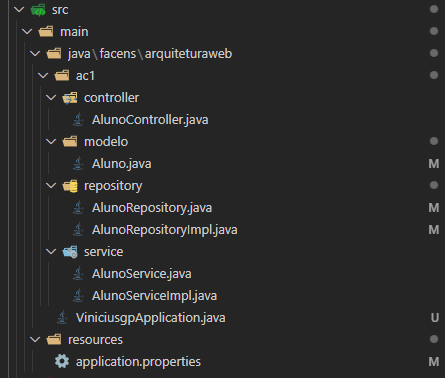 src
main
java\facens\arquiteturaweb
ac1
controller
AlunoController.java
modelo
Aluno.java M
repository
AlunoRepository.java M
AlunoRepositoryImpl.java M
service
AlunoService.java
AlunoServiceImpl.java
ViniciusgpApplication.java U
resources
application.properties M